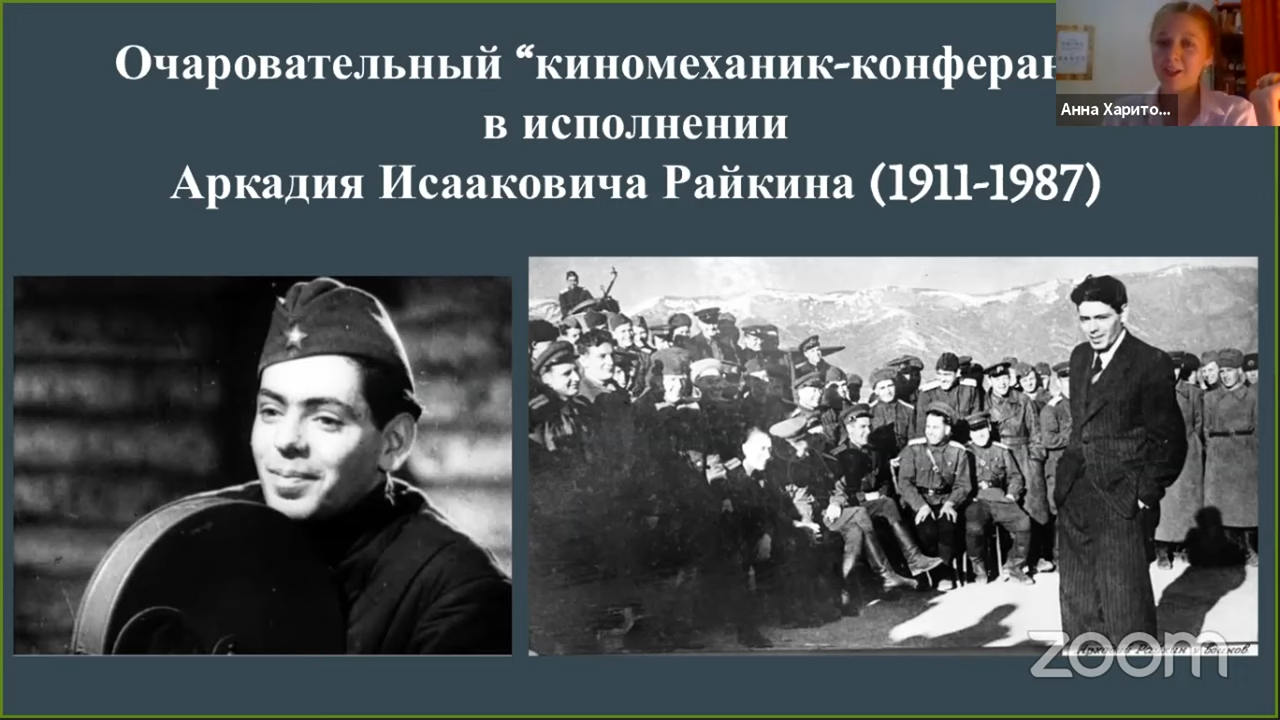 Очаровательный “киномеханик-конферан
в исполнении
Аркадия Исааковича Райкина (1911-1987)
Анна Харито...
zoom